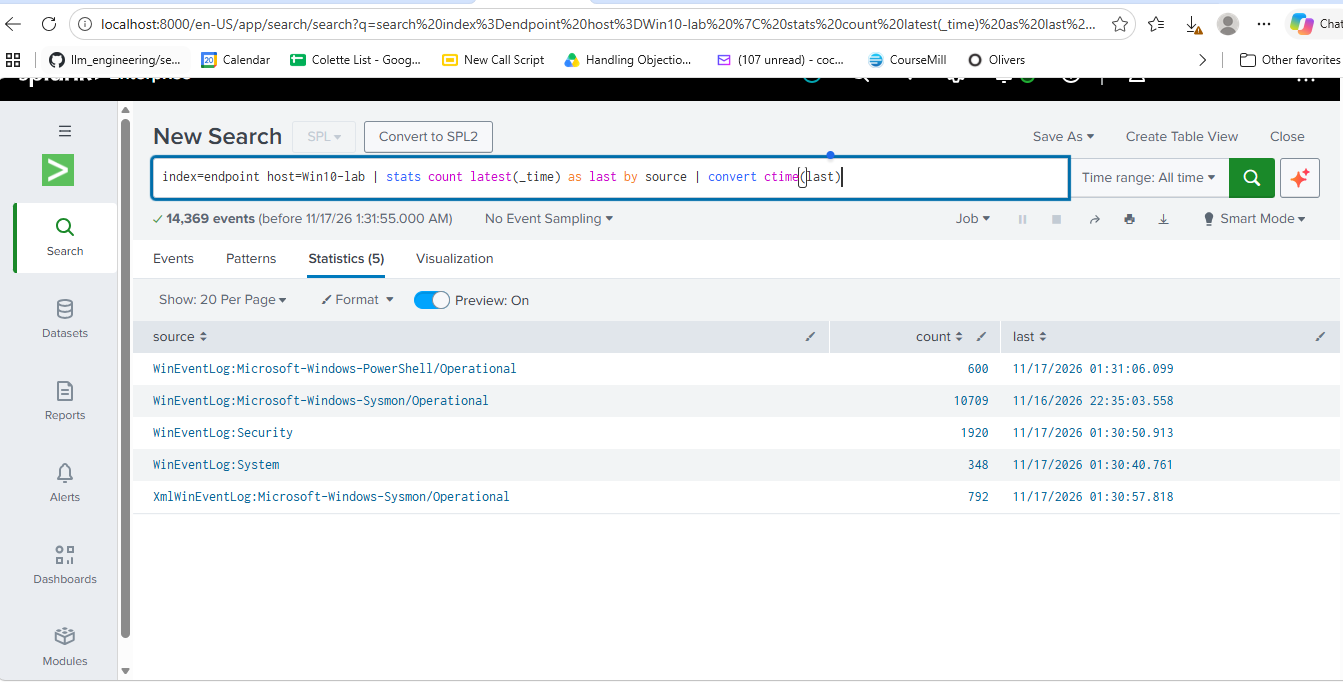 localhost:8000/en-US/app/search/search?q=search%20index%3Dendpoint%20host%3DWin10-lab%20%7C%20stats%20count%20latest(_time)%20as%20last%2...
Chat
llm_engineering/se...
Calendar
Colette List - Goog...
New Call Script
Handling Objectio...
(107 unread) - coc...
CourseMill
Olivers
Other favorites
New Search
SPL
Convert to SPL2
Save As
Create Table View
Close
index=endpoint host=Win10-lab | stats count latest(_time) as last by source | convert ctime(last)
Time range: All time
14,369 events (before 11/17/26 1:31:55.000 AM)
No Event Sampling
Job
Smart Mode
Search
Datasets
Reports
Alerts
Dashboards
Modules
Events
Patterns
Statistics (5)
Visualization
Show: 20 Per Page
Format
Preview: On
source count last
WinEventLog:Microsoft-Windows-PowerShell/Operational 600 11/17/2026 01:31:06.099
WinEventLog:Microsoft-Windows-Sysmon/Operational 10709 11/16/2026 22:35:03.558
WinEventLog:Security 1920 11/17/2026 01:30:50.913
WinEventLog:System 348 11/17/2026 01:30:40.761
XmlWinEventLog:Microsoft-Windows-Sysmon/Operational 792 11/17/2026 01:30:57.818